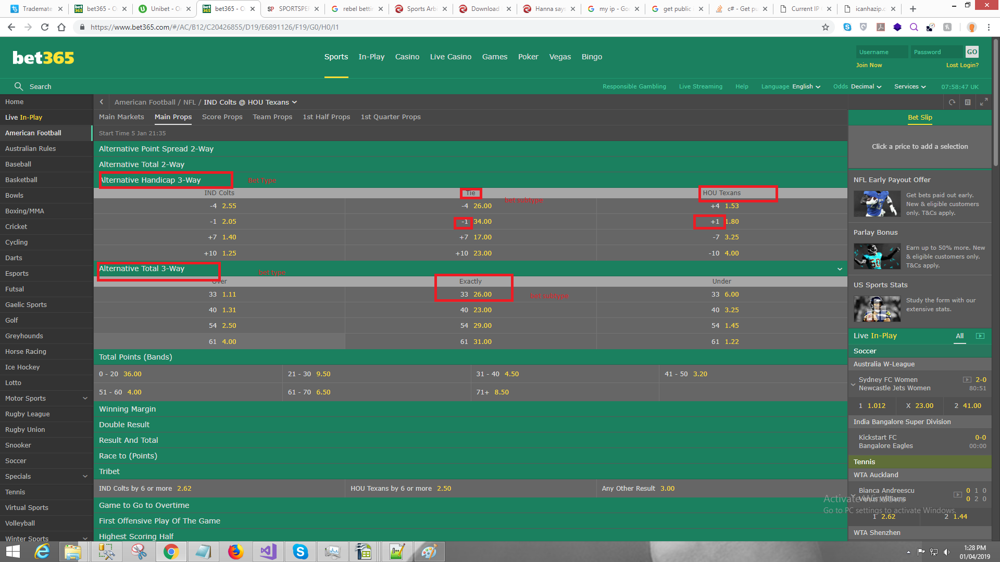 Trademate
bet365 - O
Unibet - O
bet365 - O
SPORTSPE
rebel bettin
Sports Arb
Download
Hanna says
my ip - Go
get public
c# - Get pu
Current IP
icanhazip.c
https://www.bet365.com/#/AC/B12/C20426855/D19/E6891126/F19/G0/H0/I1
bet365
Sports In-Play Casino Live Casino Games Poker Vegas Bingo
Username Password GO
Join Now Lost Login?
Search
Responsible Gambling Live Streaming Help Language English Odds Decimal Services 07:58:47 UK
Home
Live In-Play
American Football
Australian Rules
Baseball
Basketball
Bowls
Boxing/MMA
Cricket
Cycling
Darts
Esports
Futsal
Gaelic Sports
Golf
Greyhounds
Horse Racing
Ice Hockey
Lotto
Motor Sports
Rugby League
Rugby Union
Snooker
Soccer
Specials
Tennis
Virtual Sports
Volleyball
Winter Sports
American Football / NFL / IND Colts @ HOU Texans
Main Markets Main Props Score Props Team Props 1st Half Props 1st Quarter Props
Start Time 5 Jan 21:35
Alternative Point Spread 2-Way
Alternative Total 2-Way
Alternative Handicap 3-Way Bet Type
IND Colts Tie HOU Texans
bet subtype
-4 2.55 -4 26.00 +4 1.53
-1 2.05 -1 34.00 +1 1.80
+7 1.40 +7 17.00 -7 3.25
+10 1.25 +10 23.00 -10 4.00
Alternative Total 3-Way bet type
Over Exactly Under
33 1.11 33 26.00 bet subtype 33 6.00
40 1.31 40 23.00 40 3.25
54 2.50 54 29.00 54 1.45
61 4.00 61 31.00 61 1.22
Total Points (Bands)
0 - 20 36.00 21 - 30 9.50 31 - 40 4.50 41 - 50 3.20
51 - 60 4.00 61 - 70 6.50 71+ 8.50
Winning Margin
Double Result
Result And Total
Race to (Points)
Tribet
IND Colts by 6 or more 2.62 HOU Texans by 6 or more 2.50 Any Other Result 3.00
Game to Go to Overtime
First Offensive Play Of The Game
Highest Scoring Half
Bet Slip
Click a price to add a selection
NFL Early Payout Offer
Get bets paid out early.
New & eligible customers
only. T&Cs apply.
Parlay Bonus
Earn up to 50% more. New
& eligible customers only.
T&Cs apply.
US Sports Stats
Study the form with our
extensive stats.
Live In-Play All
Soccer
Australia W-League
Sydney FC Women 2-0
Newcastle Jets Women 80:51
1 1.012 X 23.00 2 41.00
India Bangalore Super Division
Kickstart FC 0-0
Bangalore Eagles 00:00
Tennis
WTA Auckland
Bianca Andreescu 0 1 0
Venus Williams 0 2 0
Activate Windows
Go to PC settings to activate Windows.
1 2.62 2 1.44
WTA Shenzhen
1:28 PM
01/04/2019